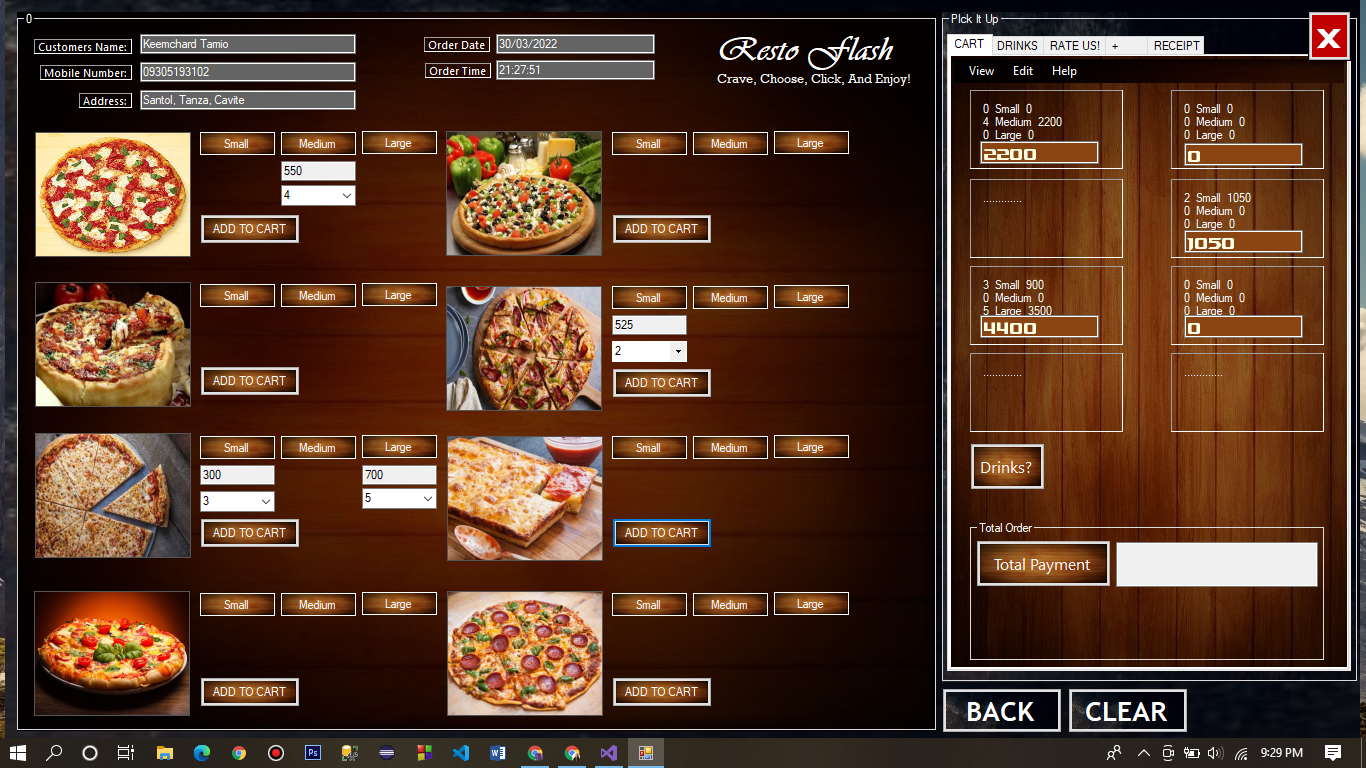 0
Customers Name:
Keemchard Tamio
Mobile Number:
09305193102
Address:
Santol, Tanza, Cavite
Order Date
30/03/2022
Order Time
21:27:51
Resto Flash
Crave, Choose, Click, And Enjoy!
Small Medium Large
550
4
ADD TO CART
Small Medium Large
ADD TO CART
Small Medium Large
ADD TO CART
Small Medium Large
525
2
ADD TO CART
Small Medium Large
300 700
3 5
ADD TO CART
Small Medium Large
ADD TO CART
Small Medium Large
ADD TO CART
Small Medium Large
ADD TO CART
PIck It Up
X
CART DRINKS RATE US! + RECEIPT
View Edit Help
0 Small 0
4 Medium 2200
0 Large 0
2200
0 Small 0
0 Medium 0
0 Large 0
0
............
2 Small 1050
0 Medium 0
0 Large 0
1050
3 Small 900
0 Medium 0
5 Large 3500
4400
0 Small 0
0 Medium 0
0 Large 0
0
............
............
Drinks?
Total Order
Total Payment
BACK CLEAR
Ps
W
9:29 PM